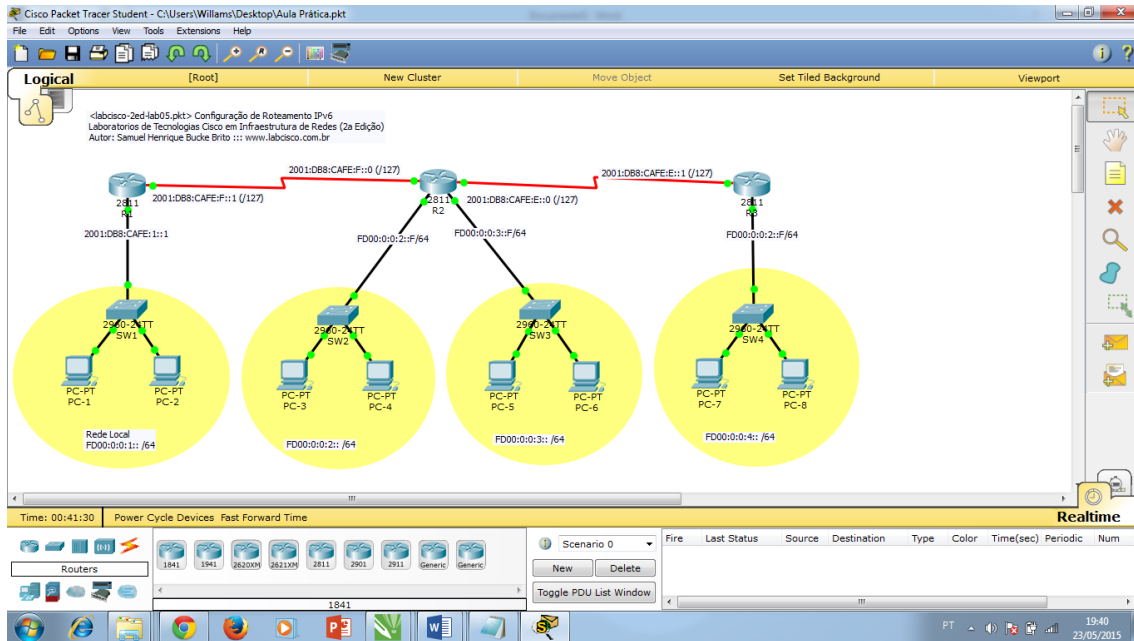 Cisco Packet Tracer Student - C:\Users\Willams\Desktop\Aula Prática.pkt
File Edit Options View Tools Extensions Help
Logical [Root] New Cluster Move Object Set Tiled Background Viewport
<labcisco-2ed-lab05.pkt> Configuração de Roteamento IPv6
Laboratorios de Tecnologias Cisco em Infraestrutura de Redes (2a Edição)
Autor: Samuel Henrique Bucke Brito ::: www.labcisco.com.br
2001:DB8:CAFE:F::0 (/127)
2001:DB8:CAFE:E::1 (/127)
2811
R1
2001:DB8:CAFE:F::1 (/127)
2811
R2
2001:DB8:CAFE:E::0 (/127)
2811
R3
2001:DB8:CAFE:1::1
FD00:0:0:2::F/64
FD00:0:0:3::F/64
FD00:0:0:2::F/64
2960-24TT
SW1
2960-24TT
SW2
2960-24TT
SW3
2960-24TT
SW4
PC-PT
PC-1
PC-PT
PC-2
PC-PT
PC-3
PC-PT
PC-4
PC-PT
PC-5
PC-PT
PC-6
PC-PT
PC-7
PC-PT
PC-8
Rede Local
FD00:0:0:1:: /64
FD00:0:0:2:: /64
FD00:0:0:3:: /64
FD00:0:0:4:: /64
Time: 00:41:30 Power Cycle Devices Fast Forward Time Realtime
Routers
1841 1941 2620XM 2621XM 2811 2901 2911 Generic Generic
1841
Scenario 0
New Delete
Toggle PDU List Window
Fire Last Status Source Destination Type Color Time(sec) Periodic Num
PT
19:40
23/05/2015